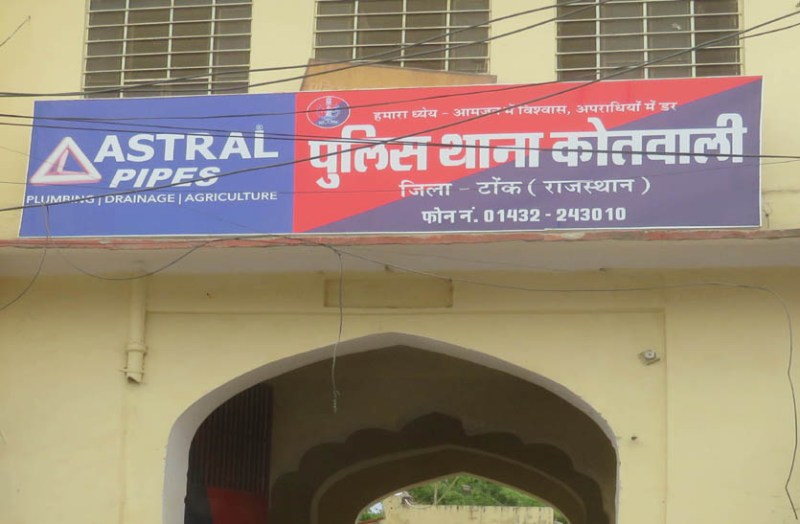 ASTRAL
PIPES
PLUMBING | DRAINAGE | AGRICULTURE
हमारा ध्येय - आमजन में विश्वास, अपराधियों में डर
पुलिस थाना कोतवाली
जिला - टोंक ( राजस्थान )
फोन नं. 01432 - 243010